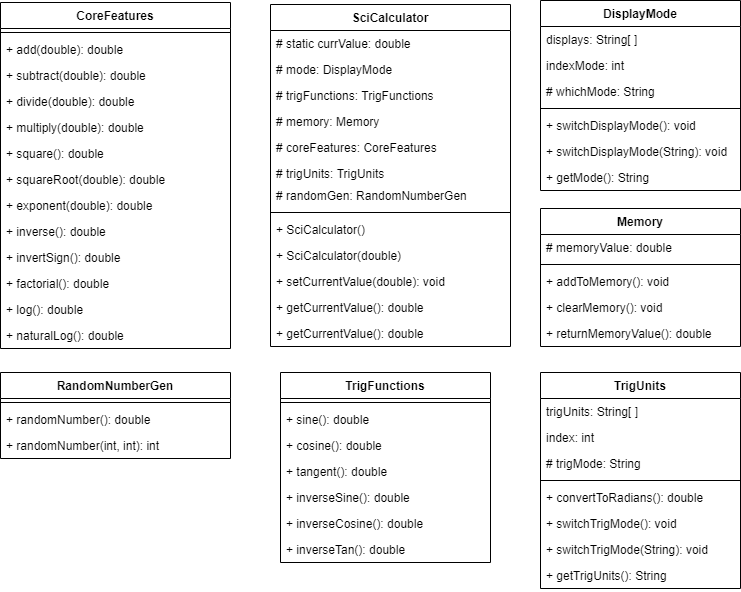 CoreFeatures
+ add(double): double
+ subtract(double): double
+ divide(double): double
+ multiply(double): double
+ square(): double
+ squareRoot(double): double
+ exponent(double): double
+ inverse(): double
+ invertSign(): double
+ factorial(): double
+ log(): double
+ naturalLog(): double
SciCalculator
# static currValue: double
# mode: DisplayMode
# trigFunctions: TrigFunctions
# memory: Memory
# coreFeatures: CoreFeatures
# trigUnits: TrigUnits
# randomGen: RandomNumberGen
+ SciCalculator()
+ SciCalculator(double)
+ setCurrentValue(double): void
+ getCurrentValue(): double
+ getCurrentValue(): double
DisplayMode
displays: String[ ]
indexMode: int
# whichMode: String
+ switchDisplayMode(): void
+ switchDisplayMode(String): void
+ getMode(): String
Memory
# memoryValue: double
+ addToMemory(): void
+ clearMemory(): void
+ returnMemoryValue(): double
RandomNumberGen
+ randomNumber(): double
+ randomNumber(int, int): int
TrigFunctions
+ sine(): double
+ cosine(): double
+ tangent(): double
+ inverseSine(): double
+ inverseCosine(): double
+ inverseTan(): double
TrigUnits
trigUnits: String[ ]
index: int
# trigMode: String
+ convertToRadians(): double
+ switchTrigMode(): void
+ switchTrigMode(String): void
+ getTrigUnits(): String